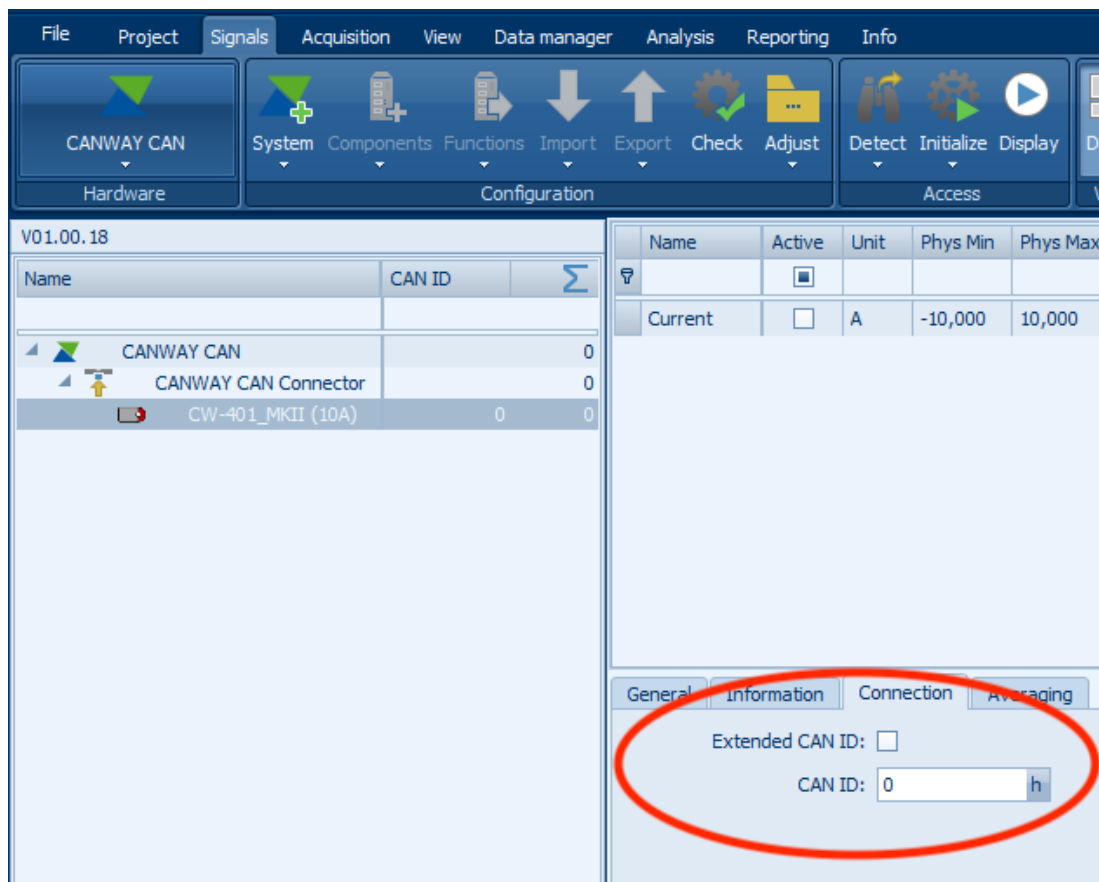 File Project Signals Acquisition View Data manager Analysis Reporting Info
CANWAY CAN System Components Functions Import Export Check Adjust Detect Initialize Display
Hardware Configuration Access
V01.00.18
Name CAN ID Σ
CANWAY CAN 0
CANWAY CAN Connector 0
CW-401_MKII (10A) 0 0
Name Active Unit Phys Min Phys Max
Current A -10,000 10,000
General Information Connection Averaging
Extended CAN ID:
CAN ID: 0 h